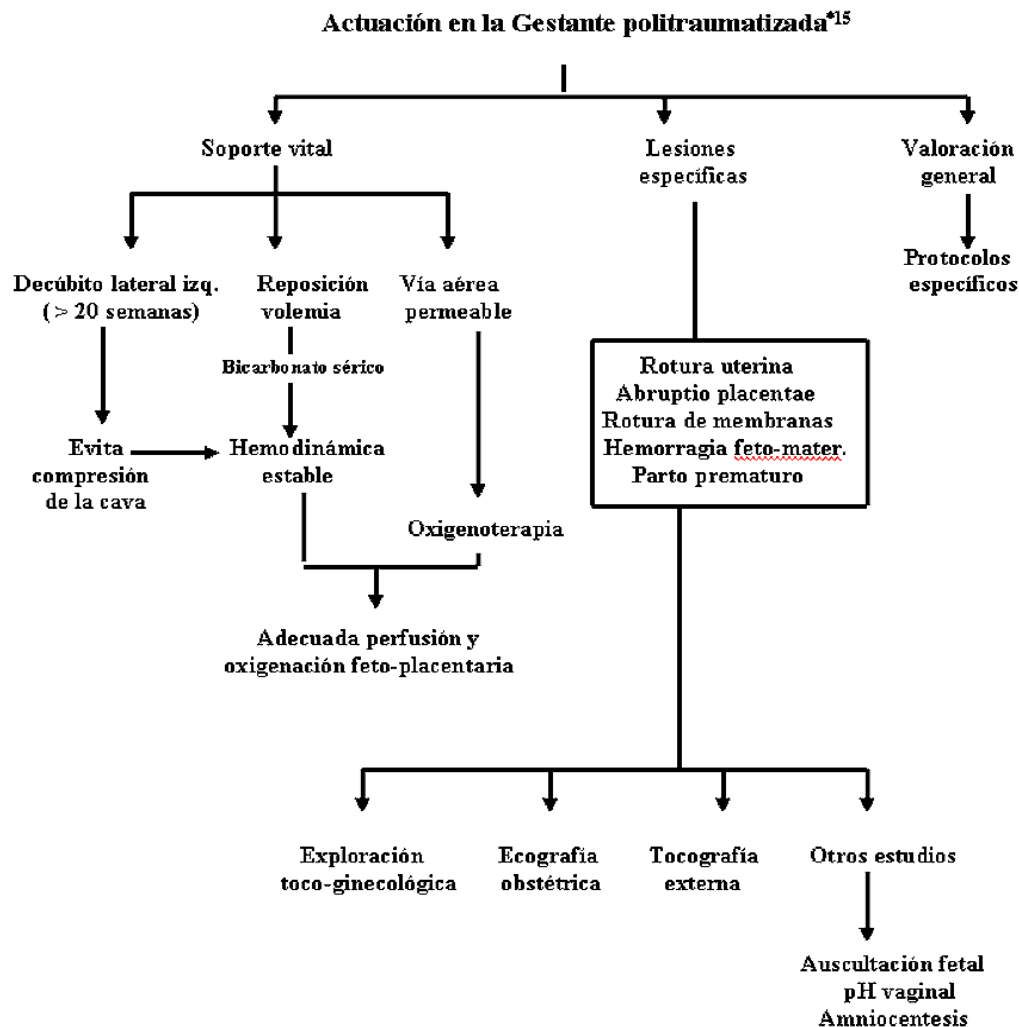 Actuación en la Gestante politraumatizada*15
Soporte vital
Lesiones
específicas
Valoración
general
Protocolos
específicos
Decúbito lateral izq.
( > 20 semanas)
Reposición
volemia
Vía aérea
permeable
Bicarbonato sérico
Evita
compresión
de la cava
Hemodinámica
estable
Oxigenoterapia
Adecuada perfusión y
oxigenación feto-placentaria
Rotura uterina
Abruptio placentae
Rotura de membranas
Hemorragia feto-mater.
Parto prematuro
Exploración
toco-ginecológica
Ecografía
obstétrica
Tocografía
externa
Otros estudios
Auscultación fetal
pH vaginal
Amniocentesis